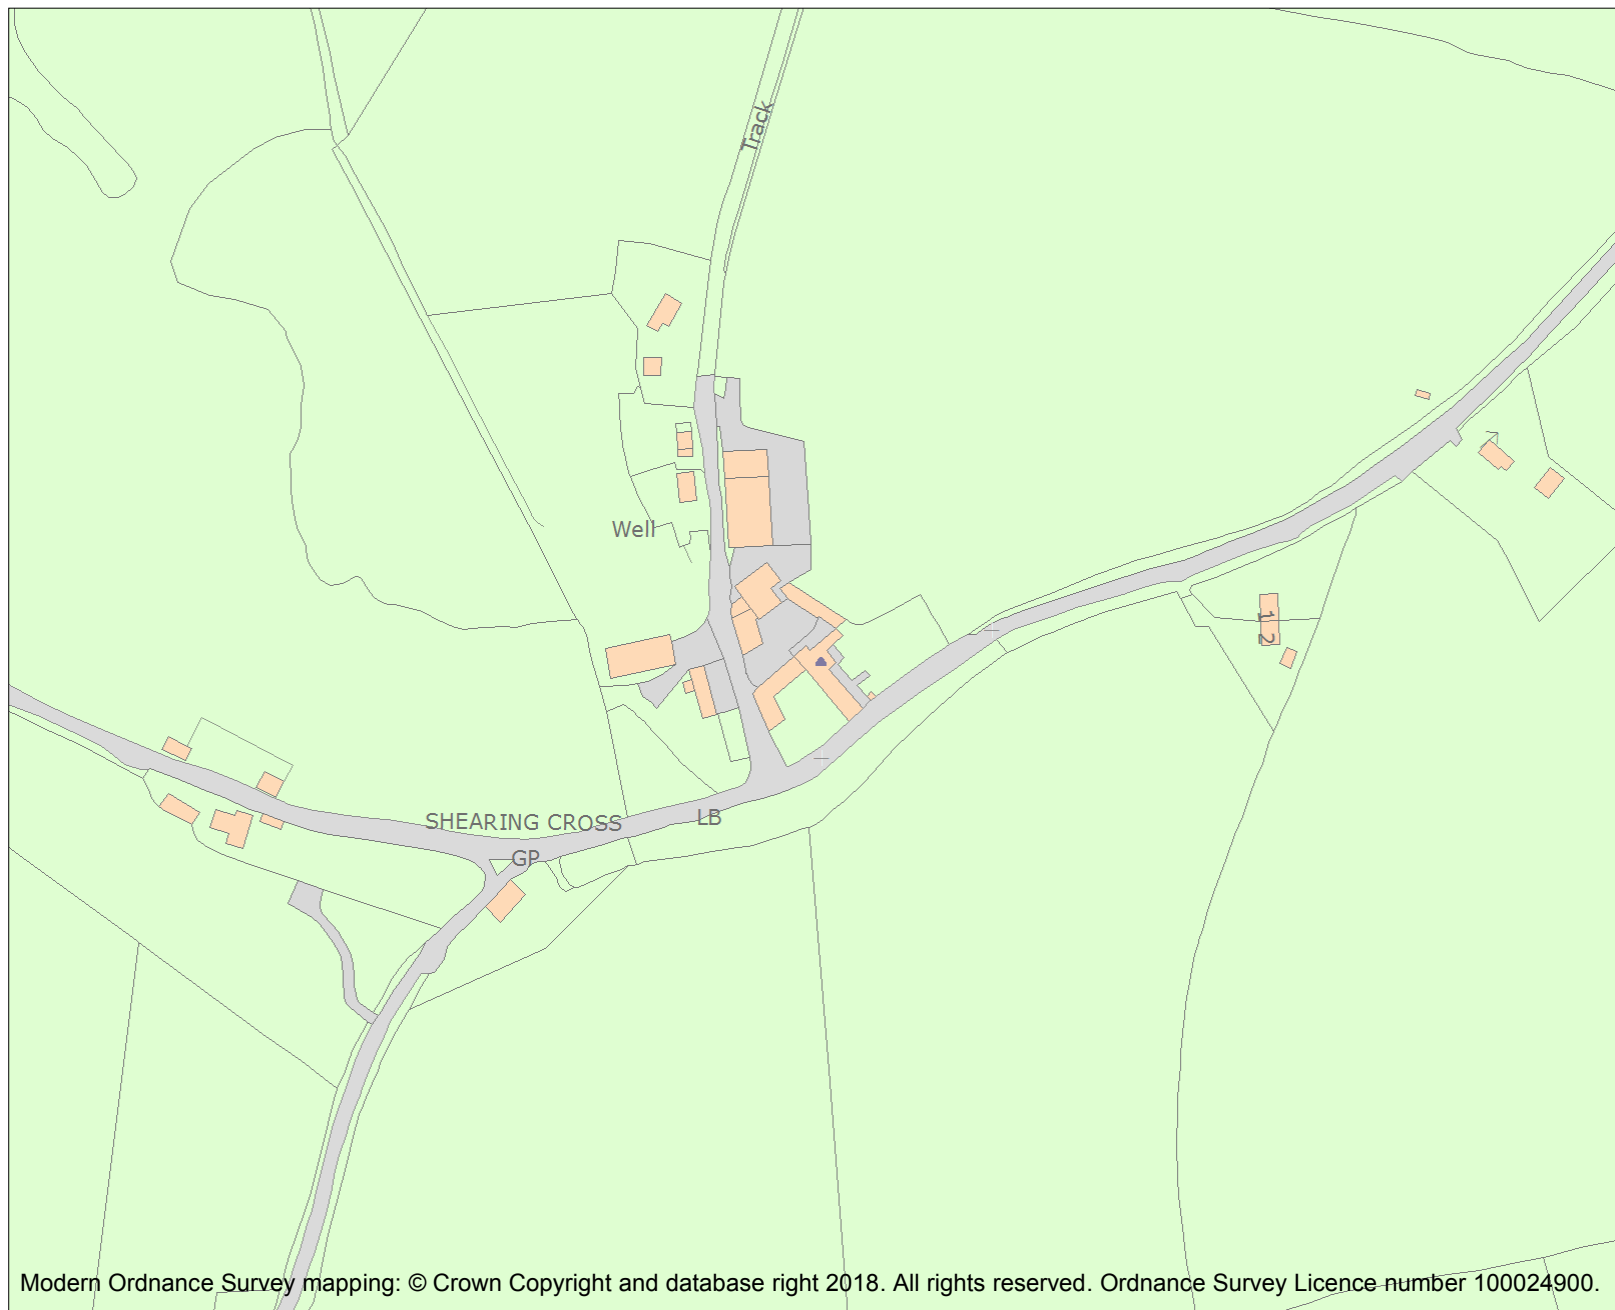 Track
Well
1
2
SHEARING CROSS
LB
GP
Modern Ordnance Survey mapping: © Crown Copyright and database right 2018. All rights reserved. Ordnance Survey Licence number 100024900.